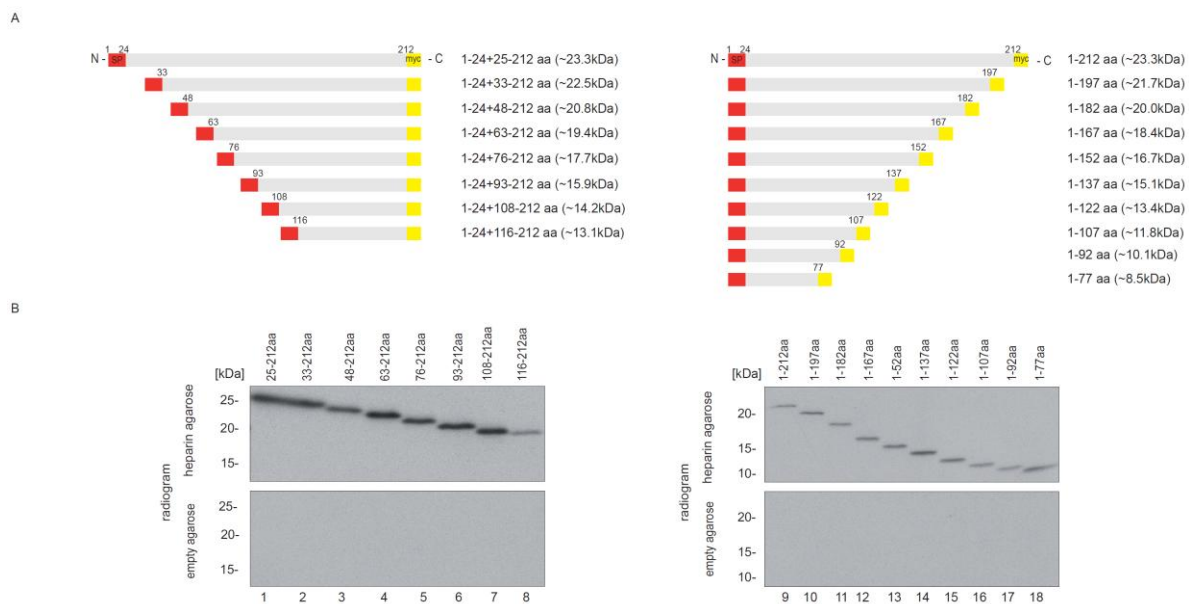 A
1 24 212
N - SP myc - C 1-24+25-212 aa (~23.3kDa)
33
1-24+33-212 aa (~22.5kDa)
48
1-24+48-212 aa (~20.8kDa)
63
1-24+63-212 aa (~19.4kDa)
76
1-24+76-212 aa (~17.7kDa)
93
1-24+93-212 aa (~15.9kDa)
108
1-24+108-212 aa (~14.2kDa)
116
1-24+116-212 aa (~13.1kDa)
1 24 212
N - SP myc - C 1-212 aa (~23.3kDa)
197
1-197 aa (~21.7kDa)
182
1-182 aa (~20.0kDa)
167
1-167 aa (~18.4kDa)
152
1-152 aa (~16.7kDa)
137
1-137 aa (~15.1kDa)
122
1-122 aa (~13.4kDa)
107
1-107 aa (~11.8kDa)
92
1-92 aa (~10.1kDa)
77
1-77 aa (~8.5kDa)
B
25-212aa
33-212aa
48-212aa
63-212aa
76-212aa
93-212aa
108-212aa
116-212aa
[kDa]
25-
20-
15-
heparin agarose
radiogram
25-
20-
15-
empty agarose
1 2 3 4 5 6 7 8
1-212aa
1-197aa
1-182aa
1-167aa
1-52aa
1-137aa
1-122aa
1-107aa
1-92aa
1-77aa
[kDa]
20-
15-
10-
heparin agarose
radiogram
20-
15-
10-
empty agarose
9 10 11 12 13 14 15 16 17 18